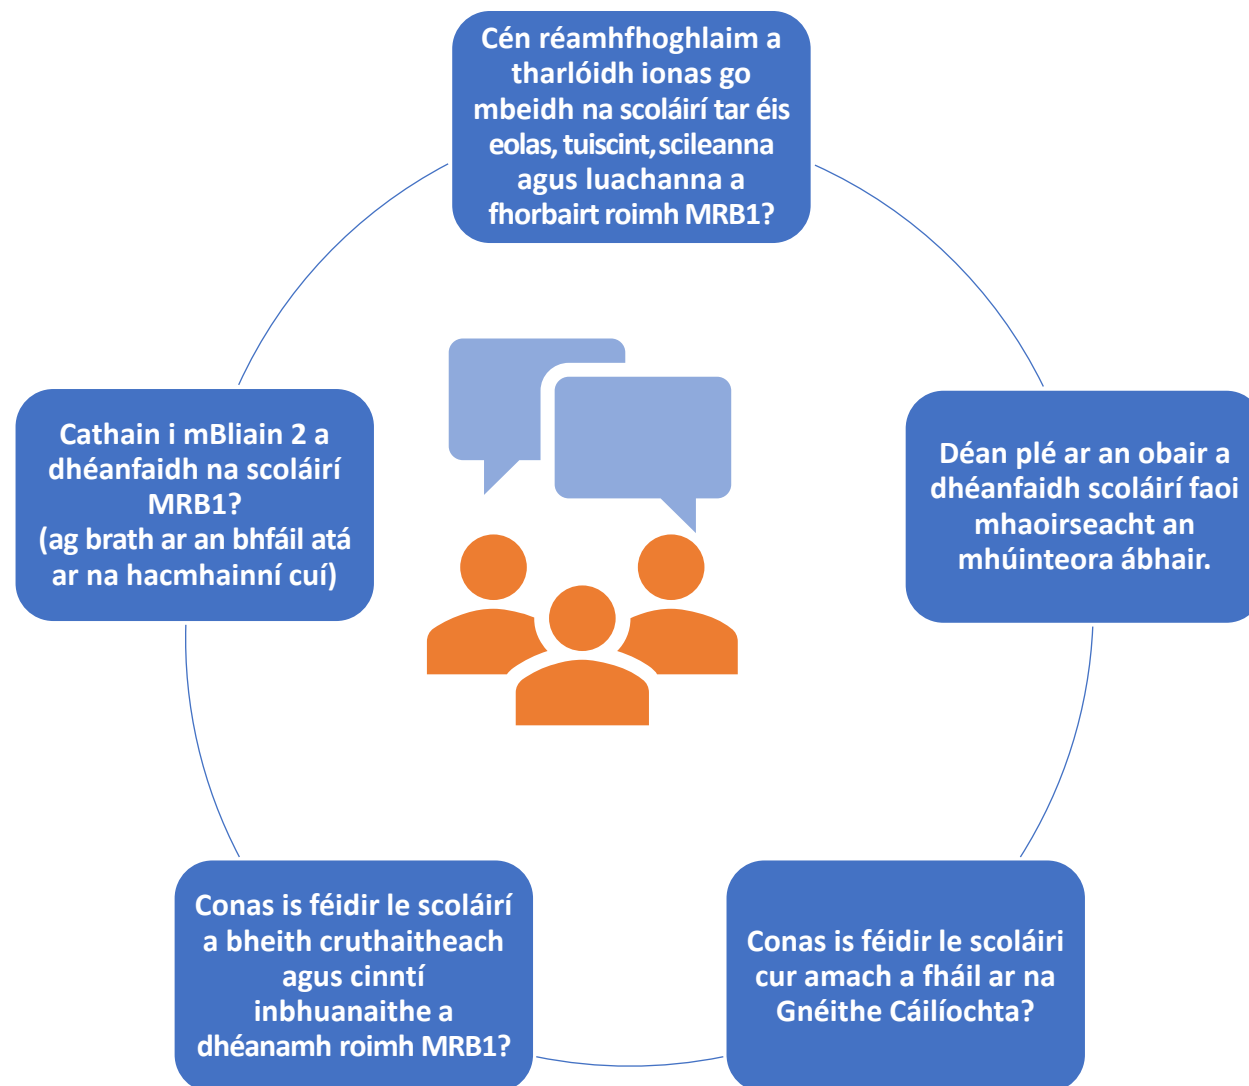 Cén réamhfhoghlaim a
tharlóidh ionas go
mbeidh na scoláirí tar éis
eolas, tuiscint, scileanna
agus luachanna a
fhorbairt roimh MRB1?
Déan plé ar an obair a
dhéanfaidh scoláirí faoi
mhaoirseacht an
mhúinteora ábhair.
Conas is féidir le scoláiri
cur amach a fháil ar na
Gnéithe Cáilíochta?
Conas is féidir le scoláirí
a bheith cruthaitheach
agus cinntí
inbhuanaithe a
dhéanamh roimh MRB1?
Cathain i mBliain 2 a
dhéanfaidh na scoláirí
MRB1?
(ag brath ar an bhfáil atá
ar na hacmhainní cuí)